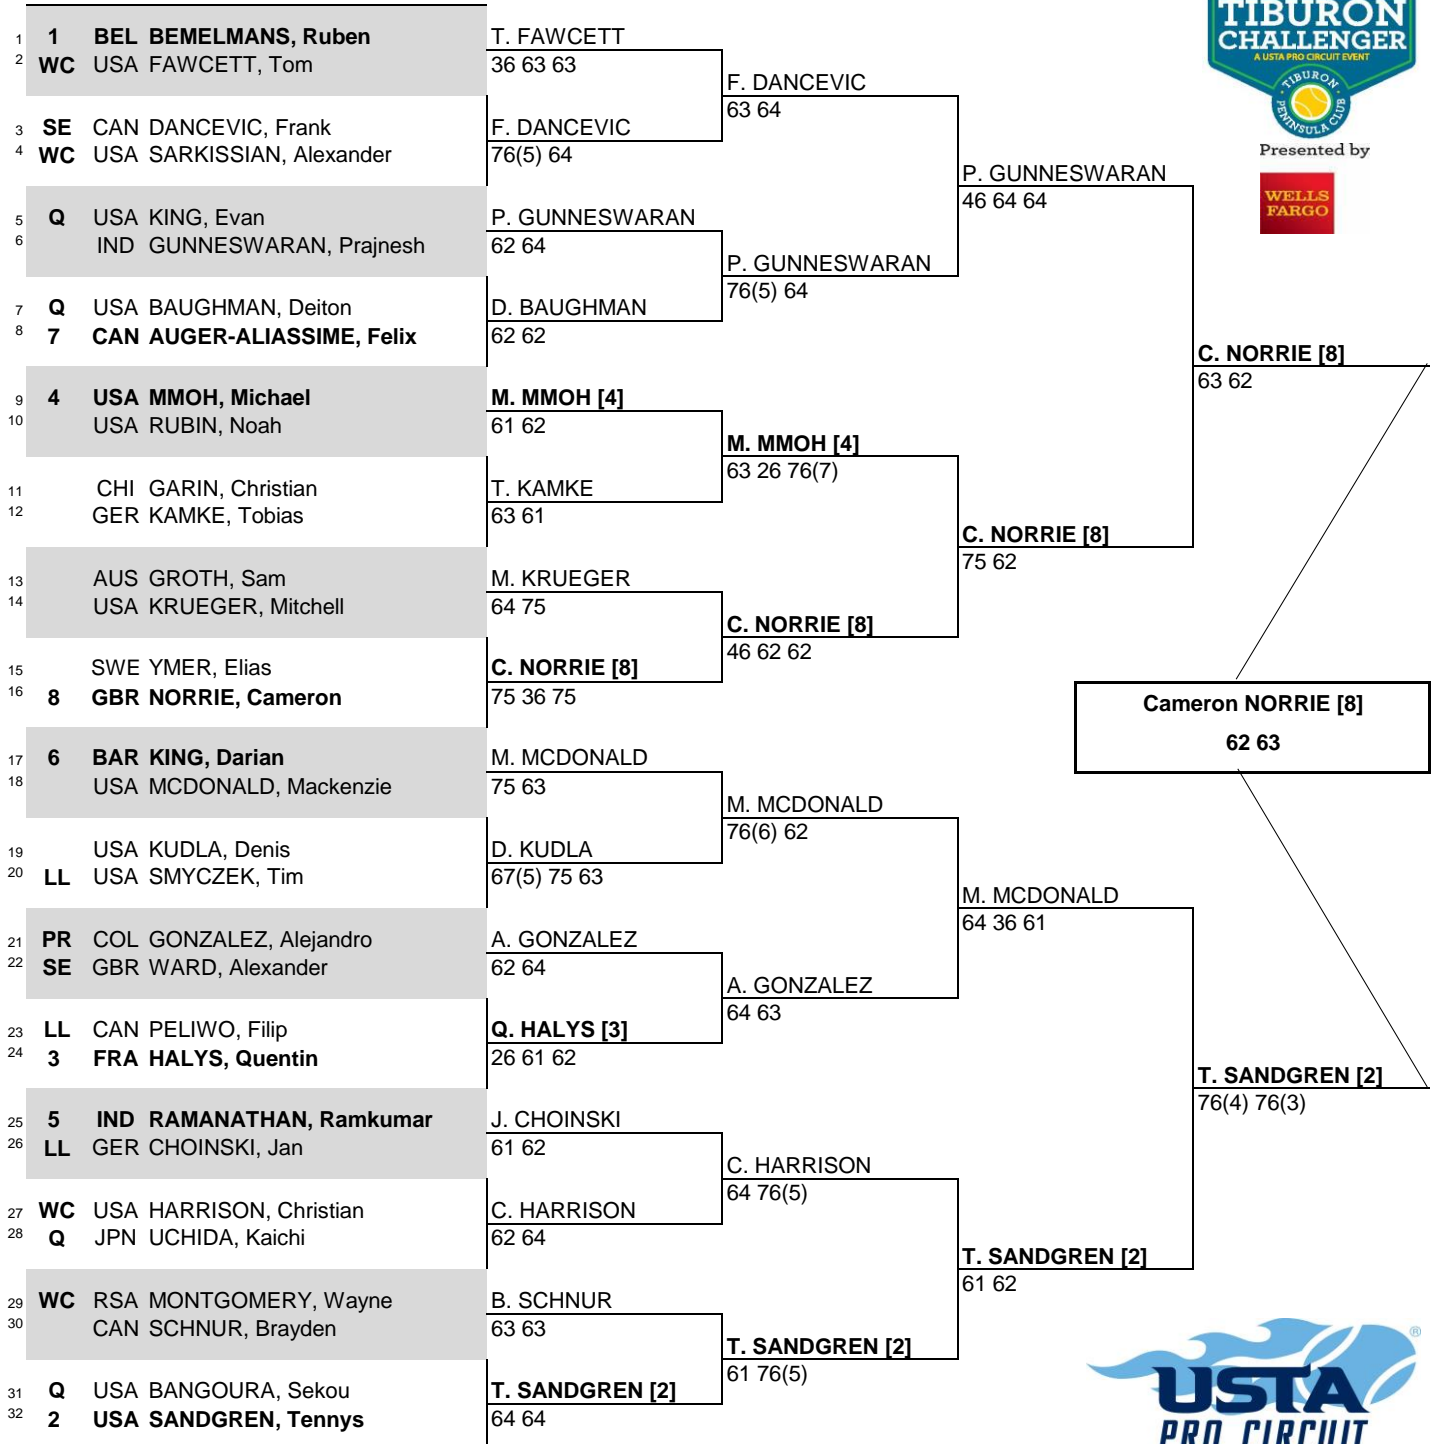 TIBURON
CHALLENGER
A USTA PRO CIRCUIT EVENT
TIBURON
PENINSULA CLUB
Presented by
WELLS
FARGO
1 1 BEL BEMELMANS, Ruben
2 WC USA FAWCETT, Tom
3 SE CAN DANCEVIC, Frank
4 WC USA SARKISSIAN, Alexander
5 Q USA KING, Evan
6 IND GUNNESWARAN, Prajnesh
7 Q USA BAUGHMAN, Deiton
8 7 CAN AUGER-ALIASSIME, Felix
9 4 USA MMOH, Michael
10 USA RUBIN, Noah
11 CHI GARIN, Christian
12 GER KAMKE, Tobias
13 AUS GROTH, Sam
14 USA KRUEGER, Mitchell
15 SWE YMER, Elias
16 8 GBR NORRIE, Cameron
17 6 BAR KING, Darian
18 USA MCDONALD, Mackenzie
19 USA KUDLA, Denis
20 LL USA SMYCZEK, Tim
21 PR COL GONZALEZ, Alejandro
22 SE GBR WARD, Alexander
23 LL CAN PELIWO, Filip
24 3 FRA HALYS, Quentin
25 5 IND RAMANATHAN, Ramkumar
26 LL GER CHOINSKI, Jan
27 WC USA HARRISON, Christian
28 Q JPN UCHIDA, Kaichi
29 WC RSA MONTGOMERY, Wayne
30 CAN SCHNUR, Brayden
31 Q USA BANGOURA, Sekou
32 2 USA SANDGREN, Tennys
T. FAWCETT
36 63 63
F. DANCEVIC
76(5) 64
P. GUNNESWARAN
62 64
D. BAUGHMAN
62 62
M. MMOH [4]
61 62
T. KAMKE
63 61
M. KRUEGER
64 75
C. NORRIE [8]
75 36 75
M. MCDONALD
75 63
D. KUDLA
67(5) 75 63
A. GONZALEZ
62 64
Q. HALYS [3]
26 61 62
J. CHOINSKI
61 62
C. HARRISON
62 64
B. SCHNUR
63 63
T. SANDGREN [2]
64 64
F. DANCEVIC
63 64
P. GUNNESWARAN
76(5) 64
M. MMOH [4]
63 26 76(7)
C. NORRIE [8]
46 62 62
M. MCDONALD
76(6) 62
A. GONZALEZ
64 63
C. HARRISON
64 76(5)
T. SANDGREN [2]
61 76(5)
P. GUNNESWARAN
46 64 64
C. NORRIE [8]
75 62
M. MCDONALD
64 36 61
T. SANDGREN [2]
61 62
C. NORRIE [8]
63 62
T. SANDGREN [2]
76(4) 76(3)
Cameron NORRIE [8]
62 63
USTA
PRO CIRCUIT